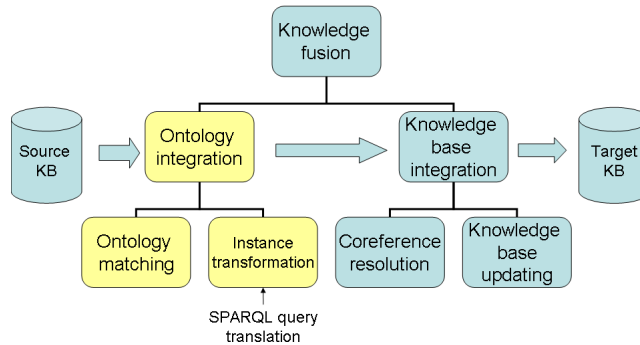 Knowledge
fusion
Source
KB
Ontology
integration
Knowledge
base
integration
Target
KB
Ontology
matching
Instance
transformation
Coreference
resolution
Knowledge
base
updating
SPARQL query
translation